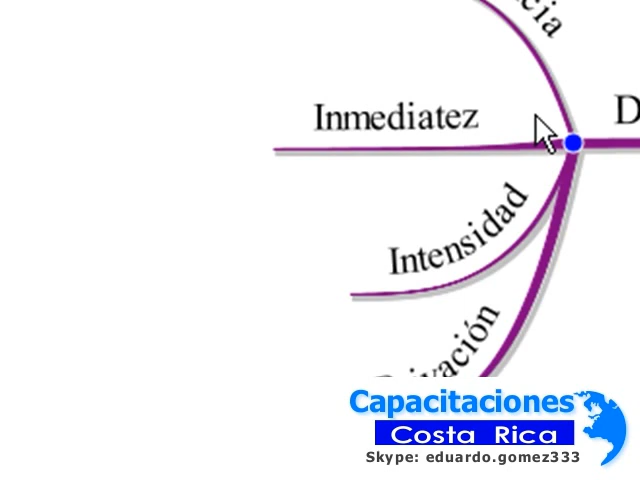 Inmediatez
D
Intensidad
Capacitaciones
Costa Rica
Skype: eduardo.gomez333